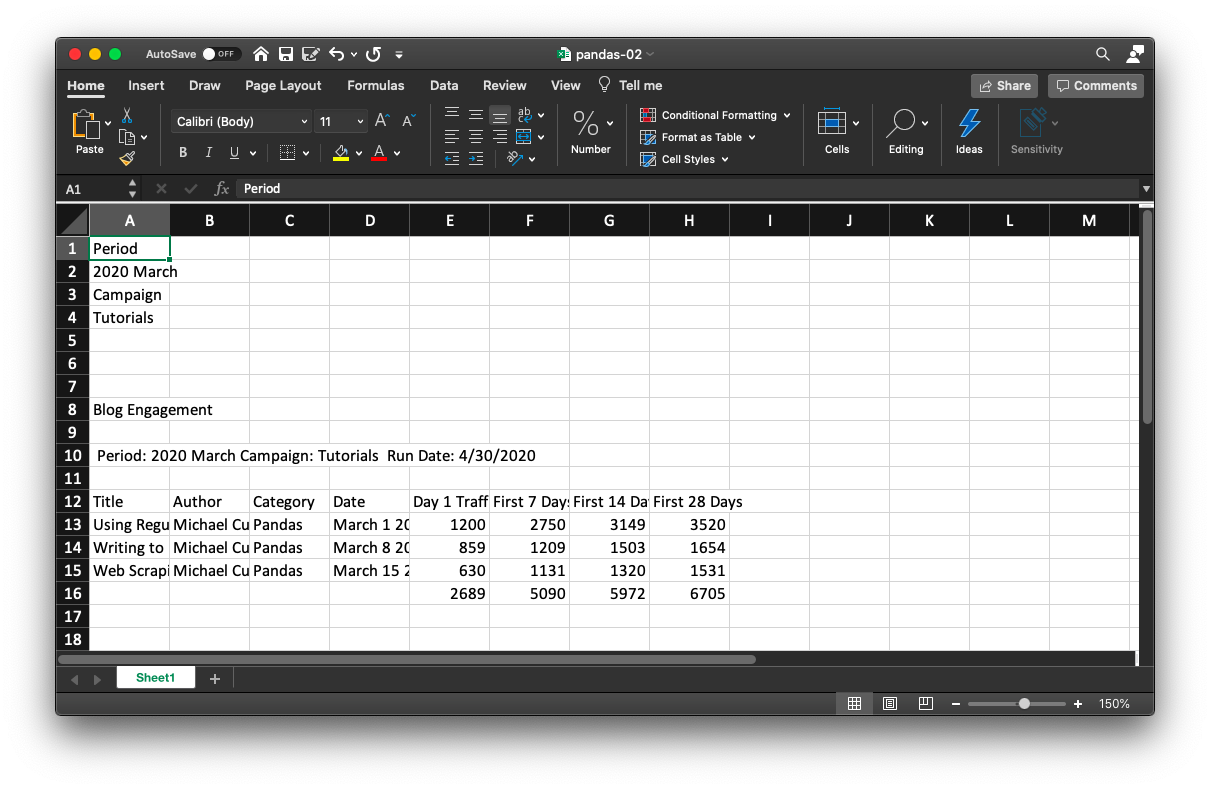 AutoSave OFF pandas-02
Home Insert Draw Page Layout Formulas Data Review View Tell me Share Comments
Paste Calibri (Body) 11 A A B I U A ab % Number Conditional Formatting Format as Table Cell Styles Cells Editing Ideas Sensitivity
A1 fx Period
A B C D E F G H I J K L M
1 Period
2 2020 March
3 Campaign
4 Tutorials
5
6
7
8 Blog Engagement
9
10 Period: 2020 March Campaign: Tutorials Run Date: 4/30/2020
11
12 Title Author Category Date Day 1 Traff First 7 Days First 14 Da First 28 Days
13 Using Regu Michael Cu Pandas March 1 20 1200 2750 3149 3520
14 Writing to Michael Cu Pandas March 8 20 859 1209 1503 1654
15 Web Scrapi Michael Cu Pandas March 15 2 630 1131 1320 1531
16 2689 5090 5972 6705
17
18
Sheet1 +
150%